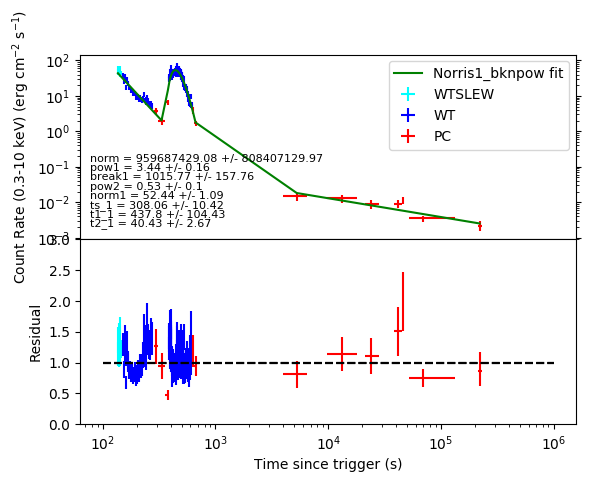 Count Rate (0.3-10 keV) (erg cm⁻² s⁻¹)
10²
10¹
10⁰
10⁻¹
10⁻²
10⁻³
Norris1_bknpow fit
WTSLEW
WT
PC
norm = 959687429.08 +/- 808407129.97
pow1 = 3.44 +/- 0.16
break1 = 1015.77 +/- 157.76
pow2 = 0.53 +/- 0.1
norm1 = 52.44 +/- 1.09
ts_1 = 308.06 +/- 10.42
t1_1 = 437.8 +/- 104.43
t2_1 = 40.43 +/- 2.67
Residual
3.0
2.5
2.0
1.5
1.0
0.5
0.0
10² 10³ 10⁴ 10⁵ 10⁶
Time since trigger (s)